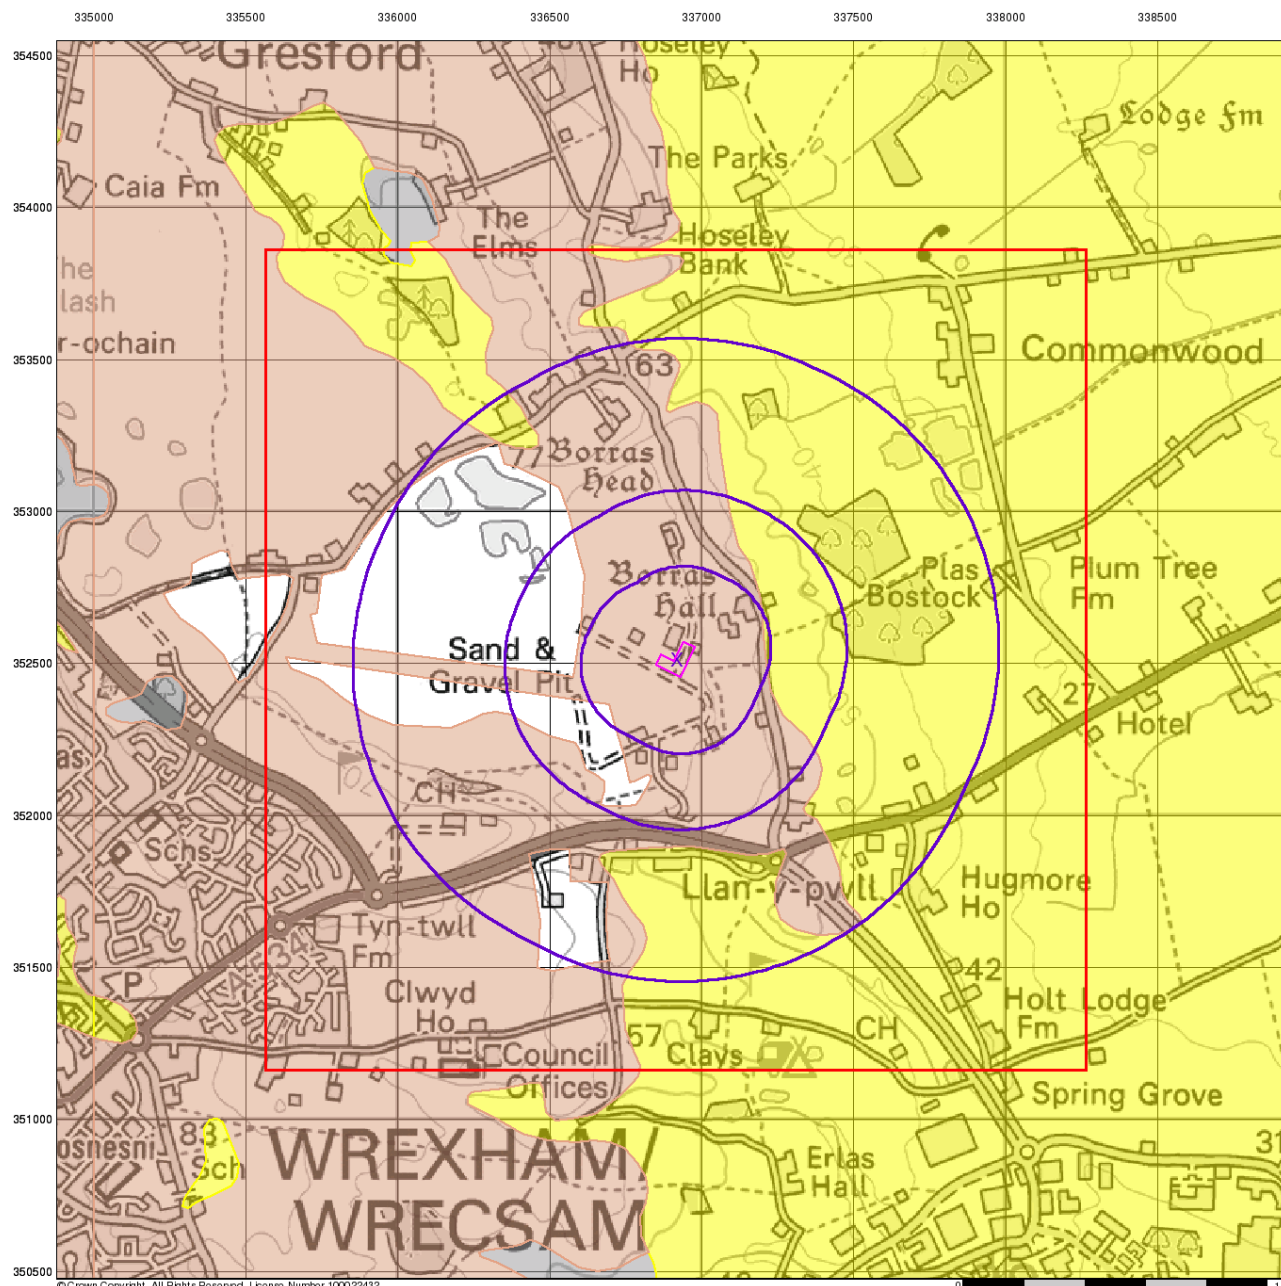 335000 335500 336000 336500 337000 337500 338000 338500
354500
354000
353500
353000
352500
352000
351500
351000
350500
Gresford
Hoseley
Ho
Lodge Fm
The Parks
Caia Fm
The
Elms
Hoseley
Bank
he
lash
r-ochain
63
Commonwood
77
Borras
Head
40
Borras
Hall
Plas
Bostock
Plum Tree
Fm
Sand &
Gravel Pit
27
Hotel
as
CH
Schs
Llan-y-pwll
Hugmore
Ho
Tyn-twll
Fm
A534
P
42
Clwyd
Ho
Holt Lodge
Fm
57
Clays
CH
Council
Offices
Spring Grove
83
Sch
osnesni
WREXHAM/
WRECSAM
Erlas
Hall
31
© Crown Copyright. All Rights Reserved. License Number 100022432
0